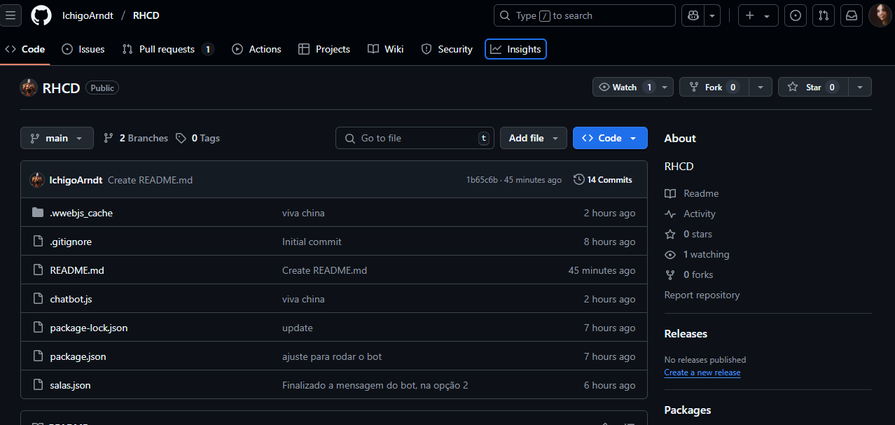 IchigoArndt / RHCD Type / to search
Code Issues Pull requests 1 Actions Projects Wiki Security Insights
RHCD Public Watch 1 Fork 0 Star 0
main 2 Branches 0 Tags Go to file t Add file Code
IchigoArndt Create README.md 1b65c6b · 45 minutes ago 14 Commits
.wwebjs_cache viva china 2 hours ago
.gitignore Initial commit 8 hours ago
README.md Create README.md 45 minutes ago
chatbot.js viva china 2 hours ago
package-lock.json update 7 hours ago
package.json ajuste para rodar o bot 7 hours ago
salas.json Finalizado a mensagem do bot, na opção 2 6 hours ago
About
RHCD
Readme
Activity
0 stars
1 watching
0 forks
Report repository
Releases
No releases published
Create a new release
Packages